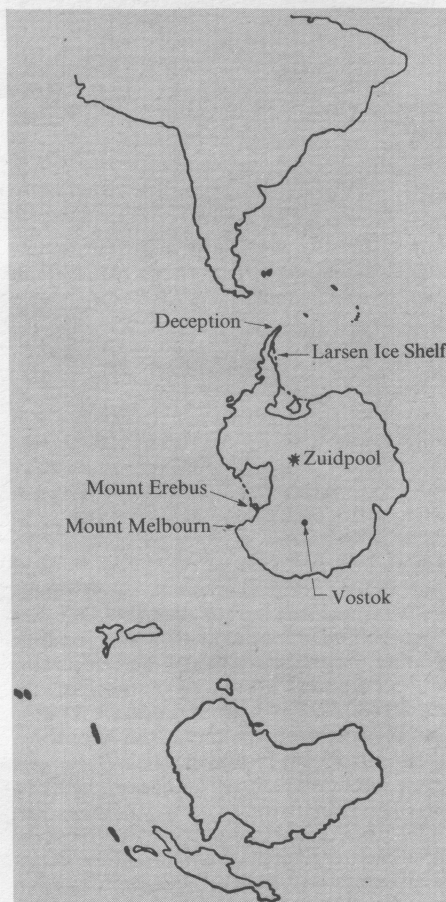 Deception
Larsen Ice Shelf
Zuidpool
Mount Erebus
Mount Melbourn
Vostok